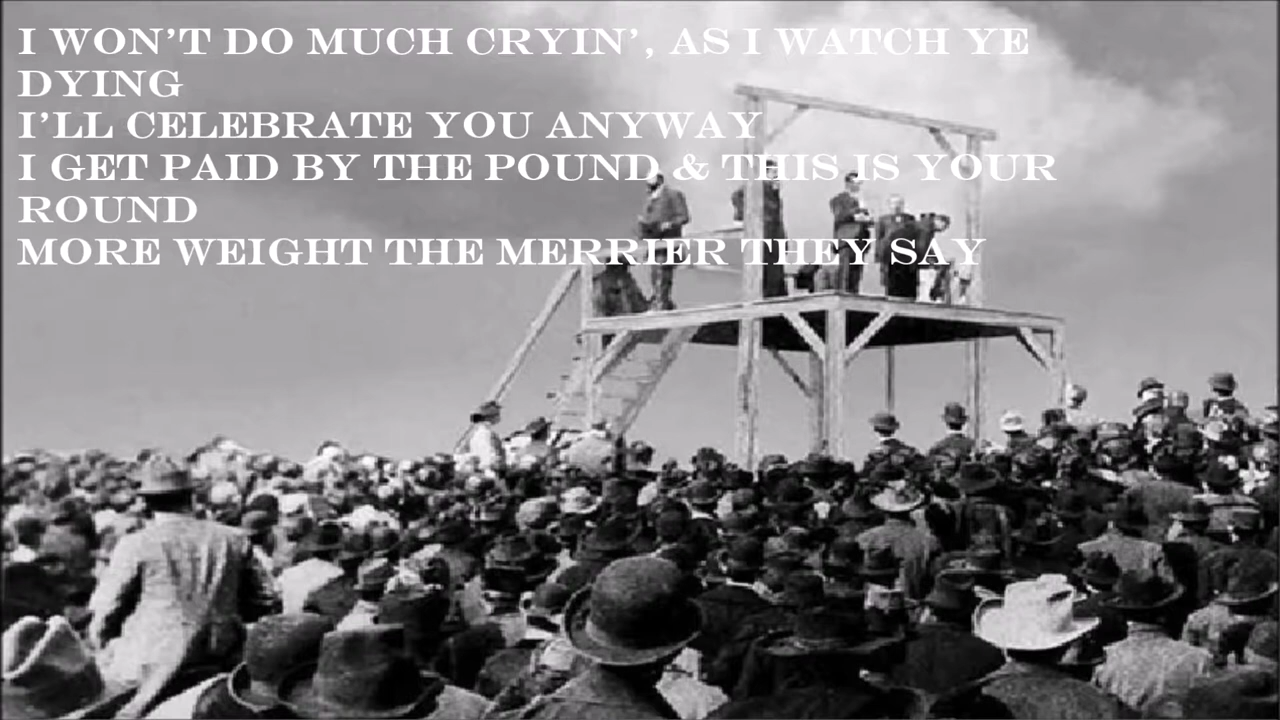 I WON'T DO MUCH CRYIN', AS I WATCH YE
DYING
I'LL CELEBRATE YOU ANYWAY
I GET PAID BY THE POUND & THIS IS YOUR
ROUND
MORE WEIGHT THE MERRIER THEY SAY